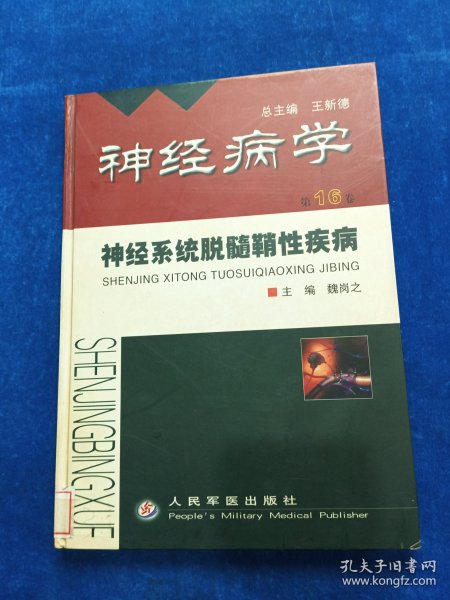 总主编 王新德
神经病学
第16卷
神经系统脱髓鞘性疾病
SHENJING XITONG TUOSUIQIAOXING JIBING
主 编 魏岗之
SHENJINGBINGXUE
人民军医出版社
People's Military Medical Publisher
孔夫子旧书网
www.kongfz.com